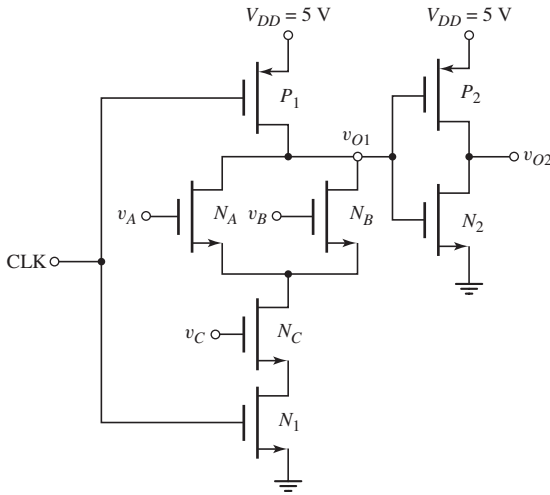 V_DD = 5 V
V_DD = 5 V
P_1
P_2
v_O1
v_O2
v_A
N_A
v_B
N_B
N_2
CLK
v_C
N_C
N_1